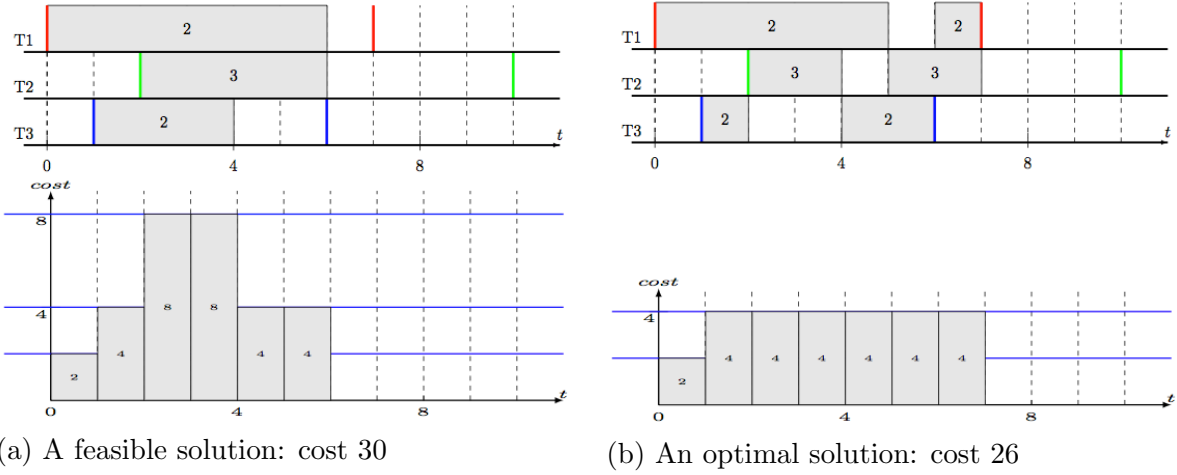 T1 2
T2 3
T3 2
t
0 4 8
cost
8
4
2 4 8 8 4 4
t
0 4 8
(a) A feasible solution: cost 30
T1 2 2
T2 3 3
T3 2 2
t
0 4 8
cost
4
2 4 4 4 4 4 4
t
0 4 8
(b) An optimal solution: cost 26